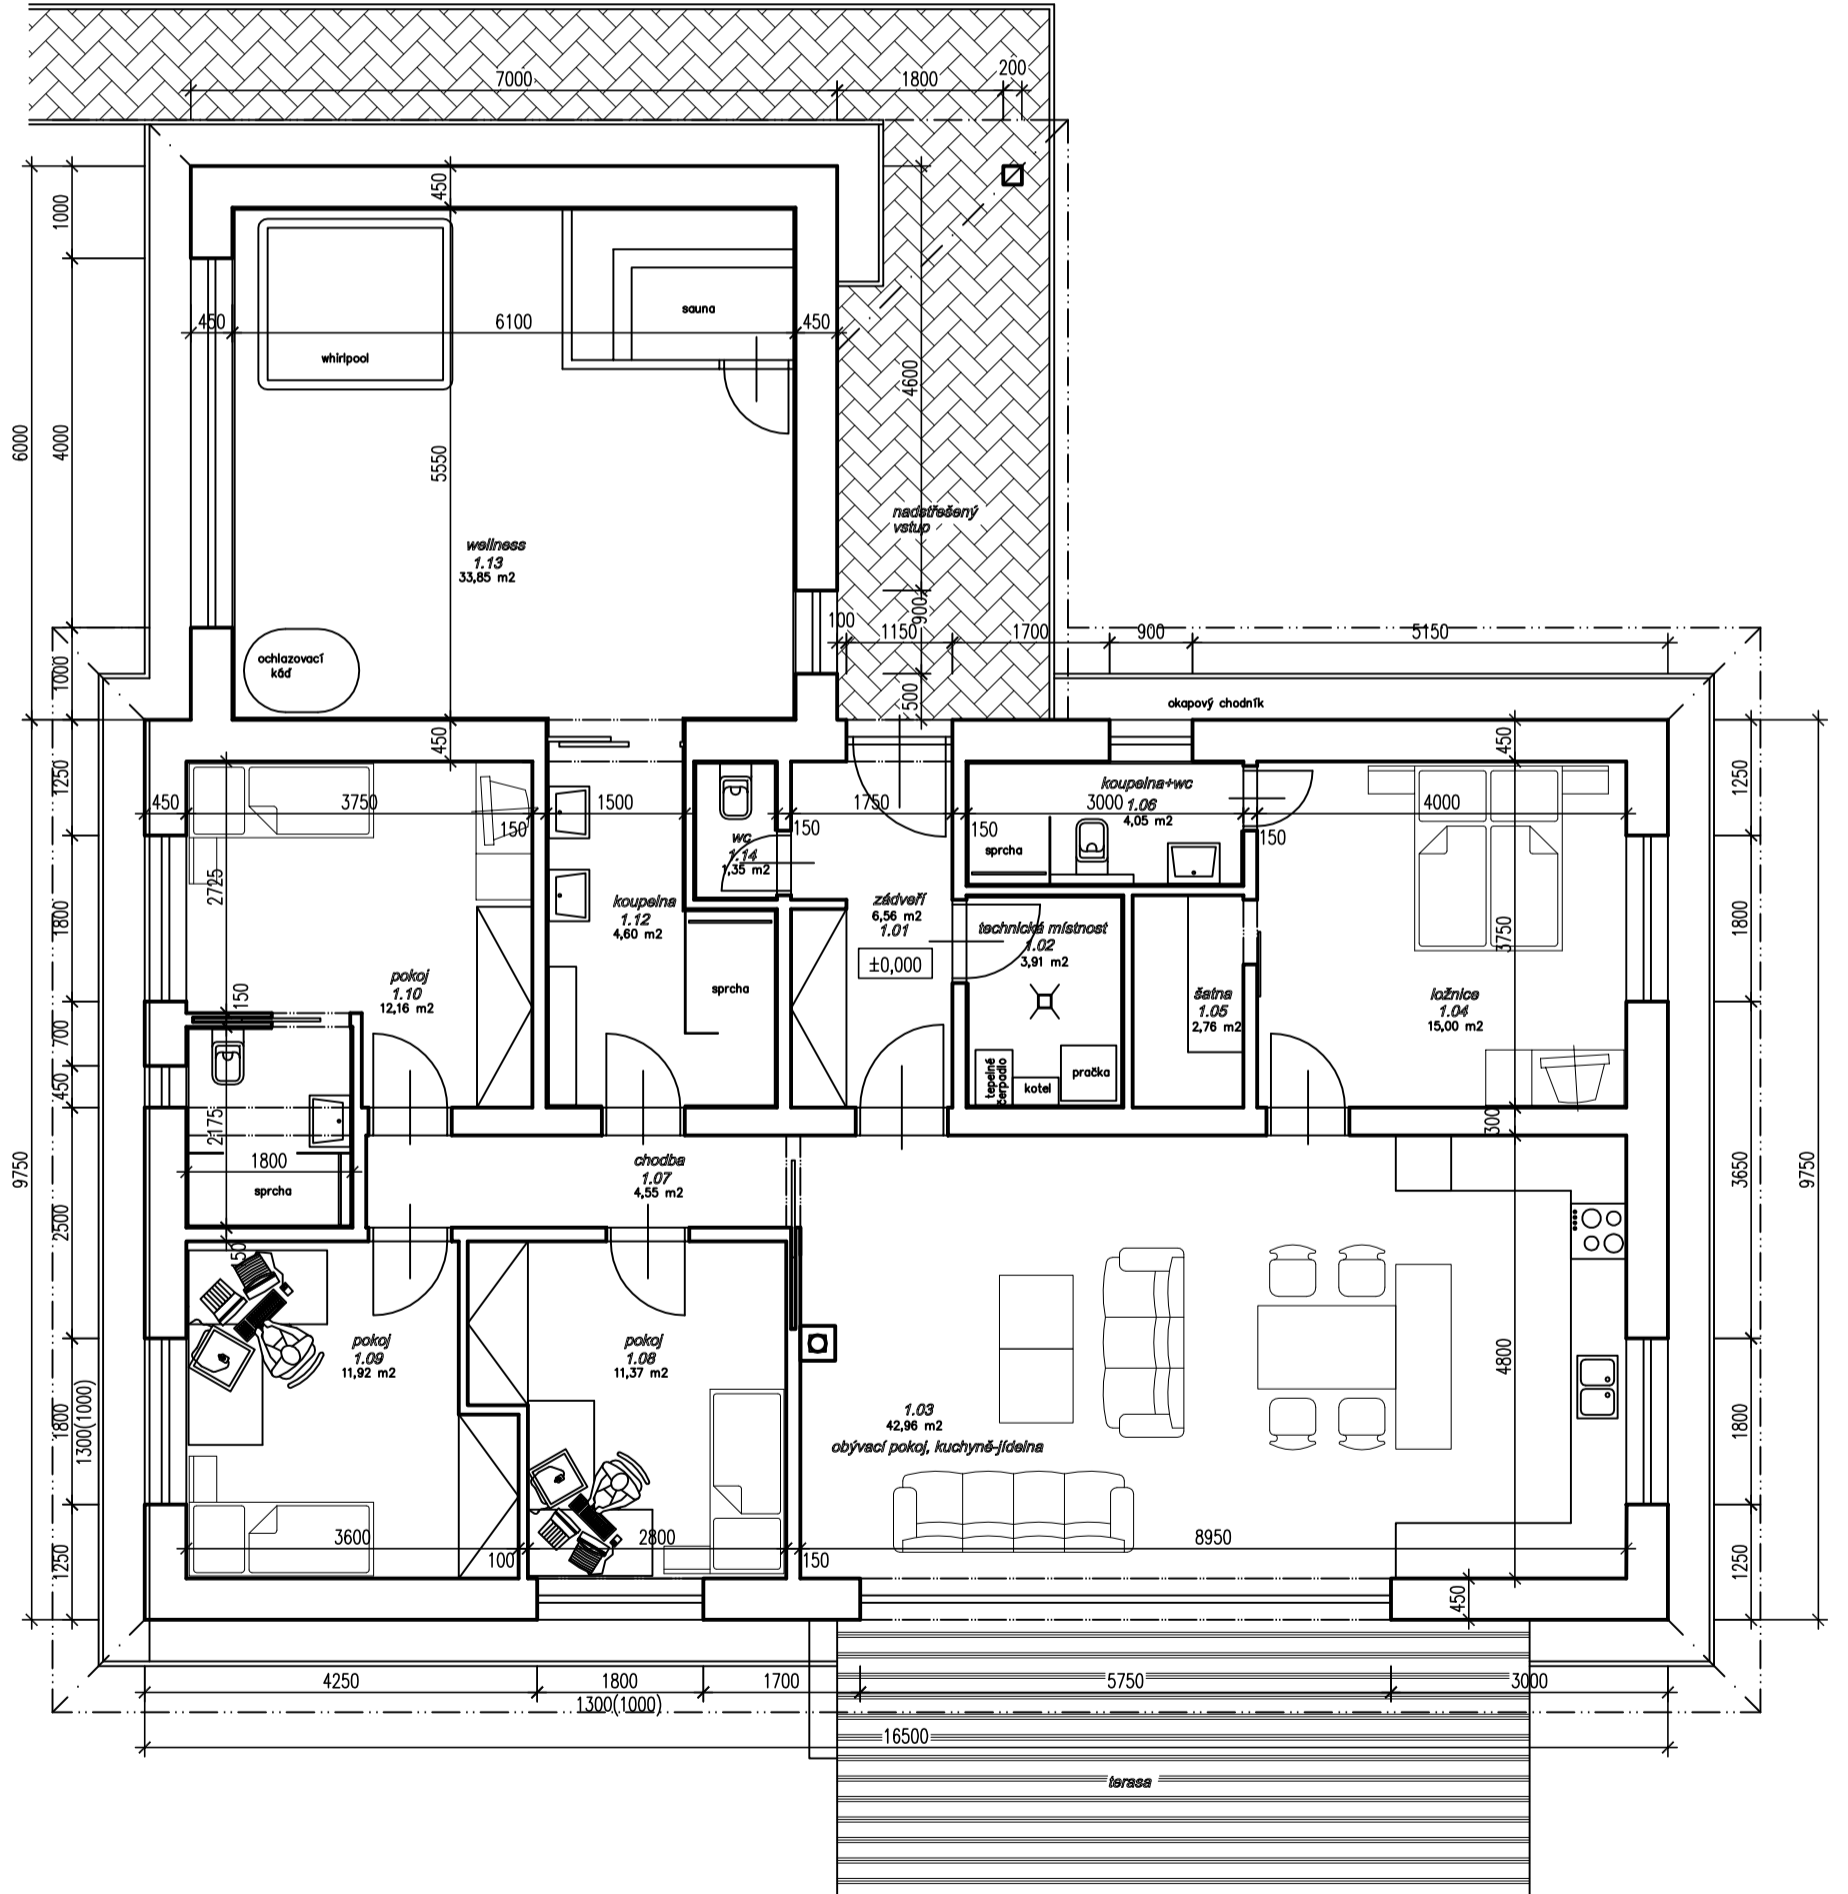 7000
1800
200
450
1000
sauna
450
6100
450
whirlpool
4600
6000
4000
5550
nadstřešený
vstup
wellness
1.13
33,85 m2
900
100
1150
1700
900
5150
ochlazovací
káď
1000
500
okapový chodník
450
450
1250
1250
koupelna+wc
1.06
4,05 m2
450
3750
1500
1750
3000
4000
150
150
150
150
wc
1.14
1,35 m2
sprcha
2725
koupelna
1.12
4,60 m2
zádveří
6,56 m2
1.01
±0,000
technická místnost
1.02
3,91 m2
1800
3750
1800
pokoj
1.10
12,16 m2
sprcha
šatna
1.05
2,76 m2
ložnice
1.04
15,00 m2
150
700
450
tepelné
čerpadlo
kotel
pračka
2175
300
9750
1800
sprcha
chodba
1.07
4,55 m2
3650
9750
2500
150
pokoj
1.09
11,92 m2
pokoj
1.08
11,37 m2
4800
1800
1300(1000)
1.03
42,96 m2
obývací pokoj, kuchyně-jídelna
1800
3600
100
2800
150
8950
1250
1250
450
4250
1800
1300(1000)
1700
5750
3000
16500
terasa